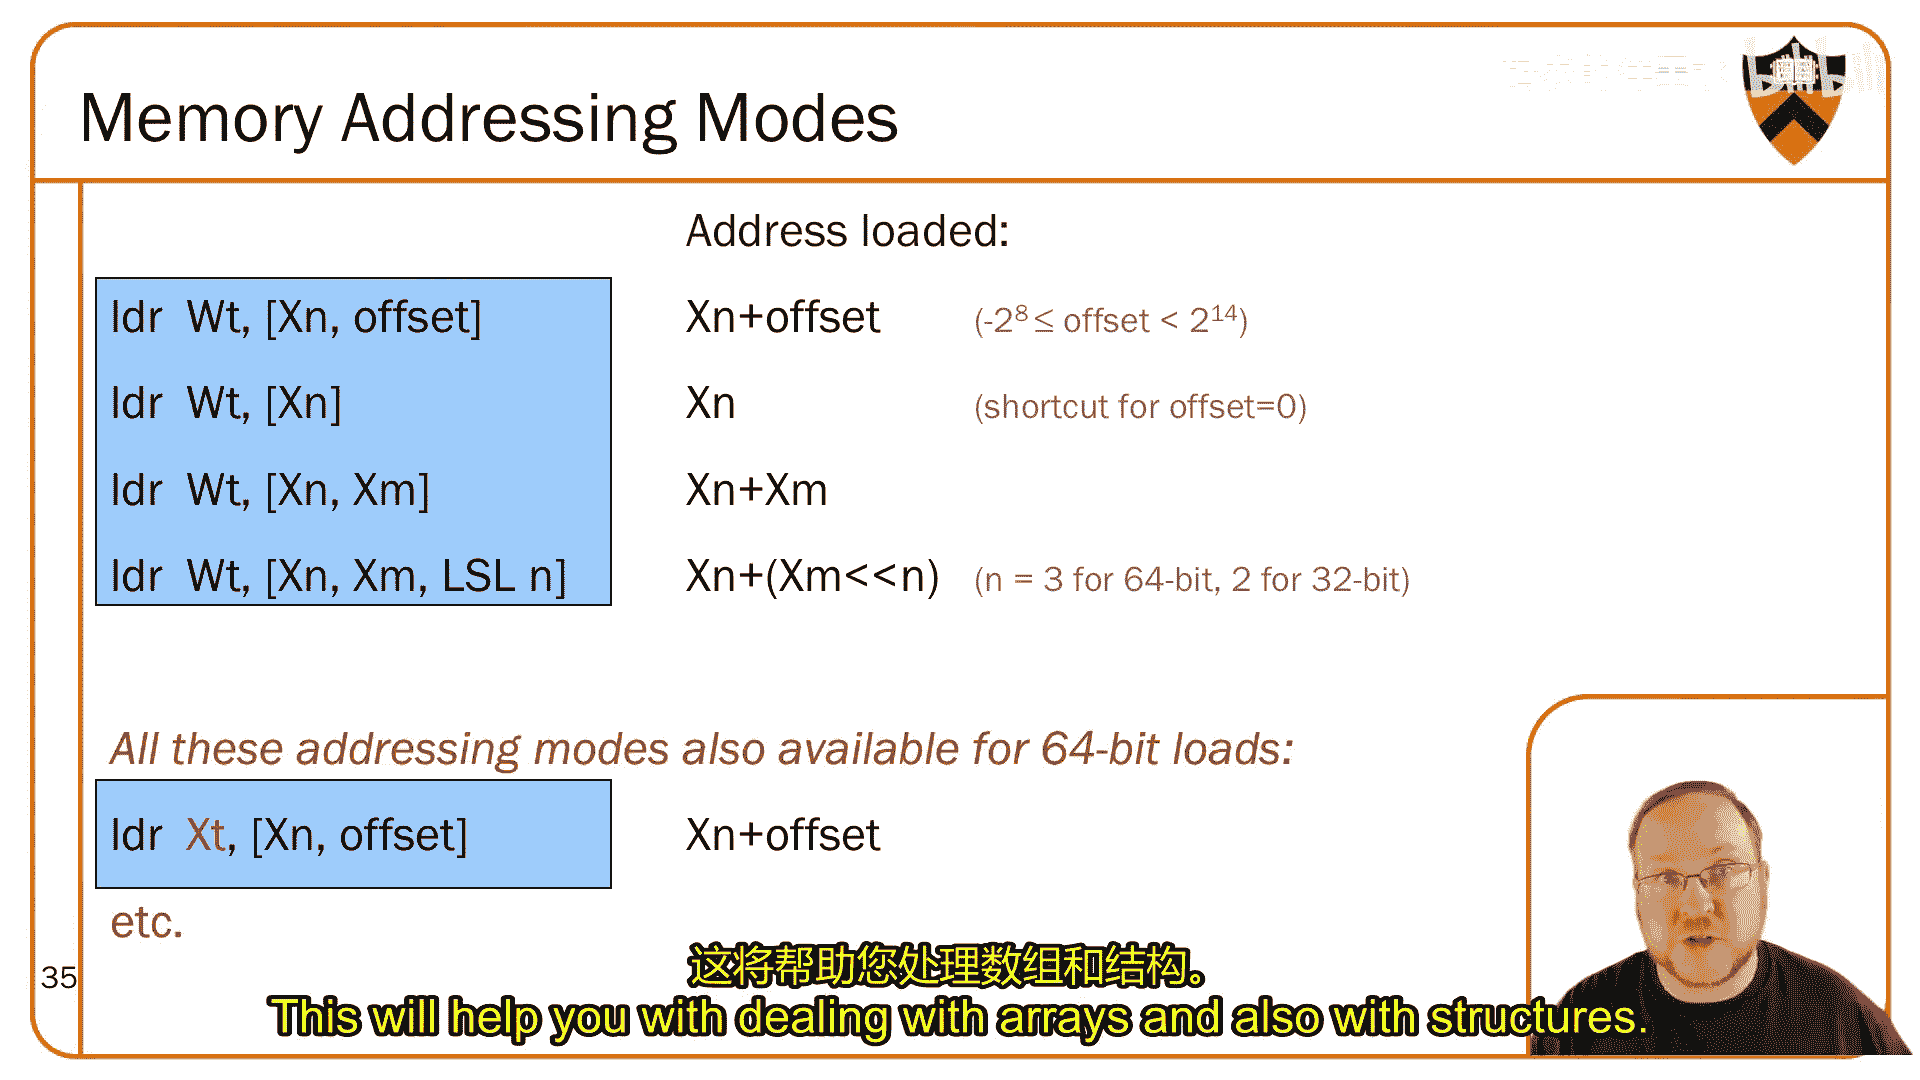 Memory Addressing Modes
Address loaded:
ldr Wt, [Xn, offset] Xn+offset (-2⁸ ≤ offset < 2¹⁴)
ldr Wt, [Xn] Xn (shortcut for offset=0)
ldr Wt, [Xn, Xm] Xn+Xm
ldr Wt, [Xn, Xm, LSL n] Xn+(Xm<<n) (n = 3 for 64-bit, 2 for 32-bit)
All these addressing modes also available for 64-bit loads:
ldr Xt, [Xn, offset] Xn+offset
etc.
35
这将帮助您处理数组和结构。
This will help you with dealing with arrays and also with structures.